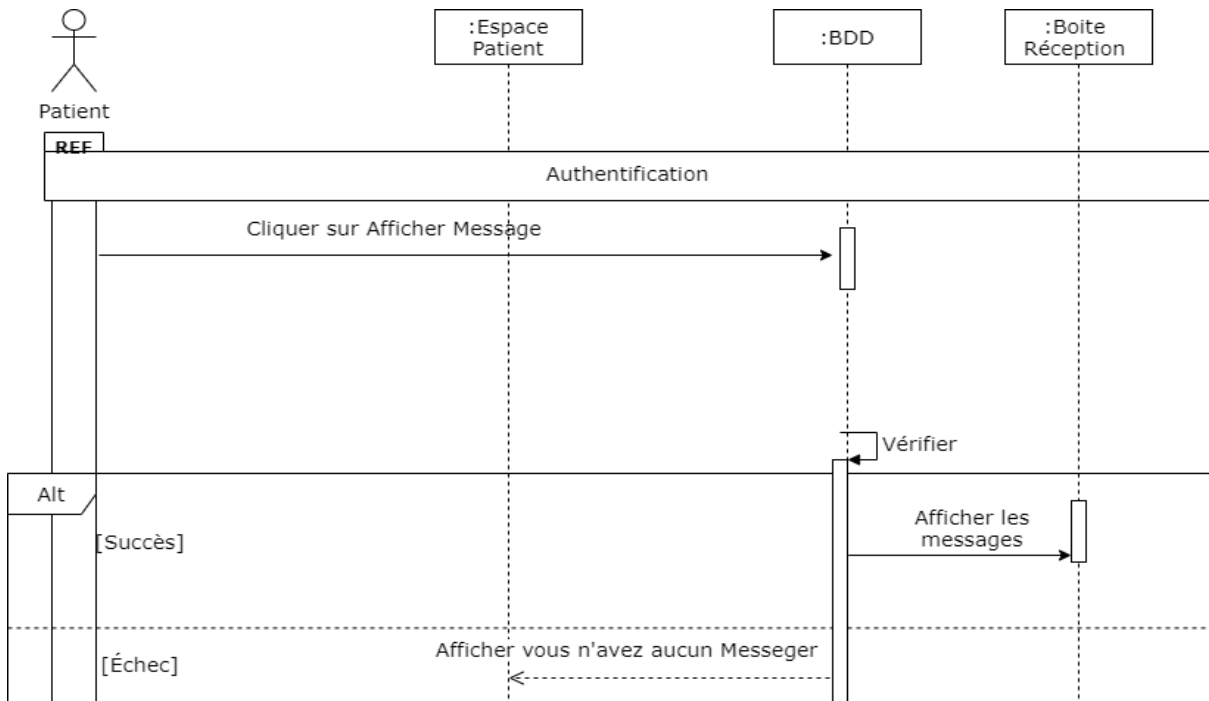 :Espace
Patient
:BDD
:Boite
Réception
Patient
REF
Authentification
Cliquer sur Afficher Message
Vérifier
Alt
[Succès]
Afficher les
messages
Afficher vous n'avez aucun Messeger
[Échec]